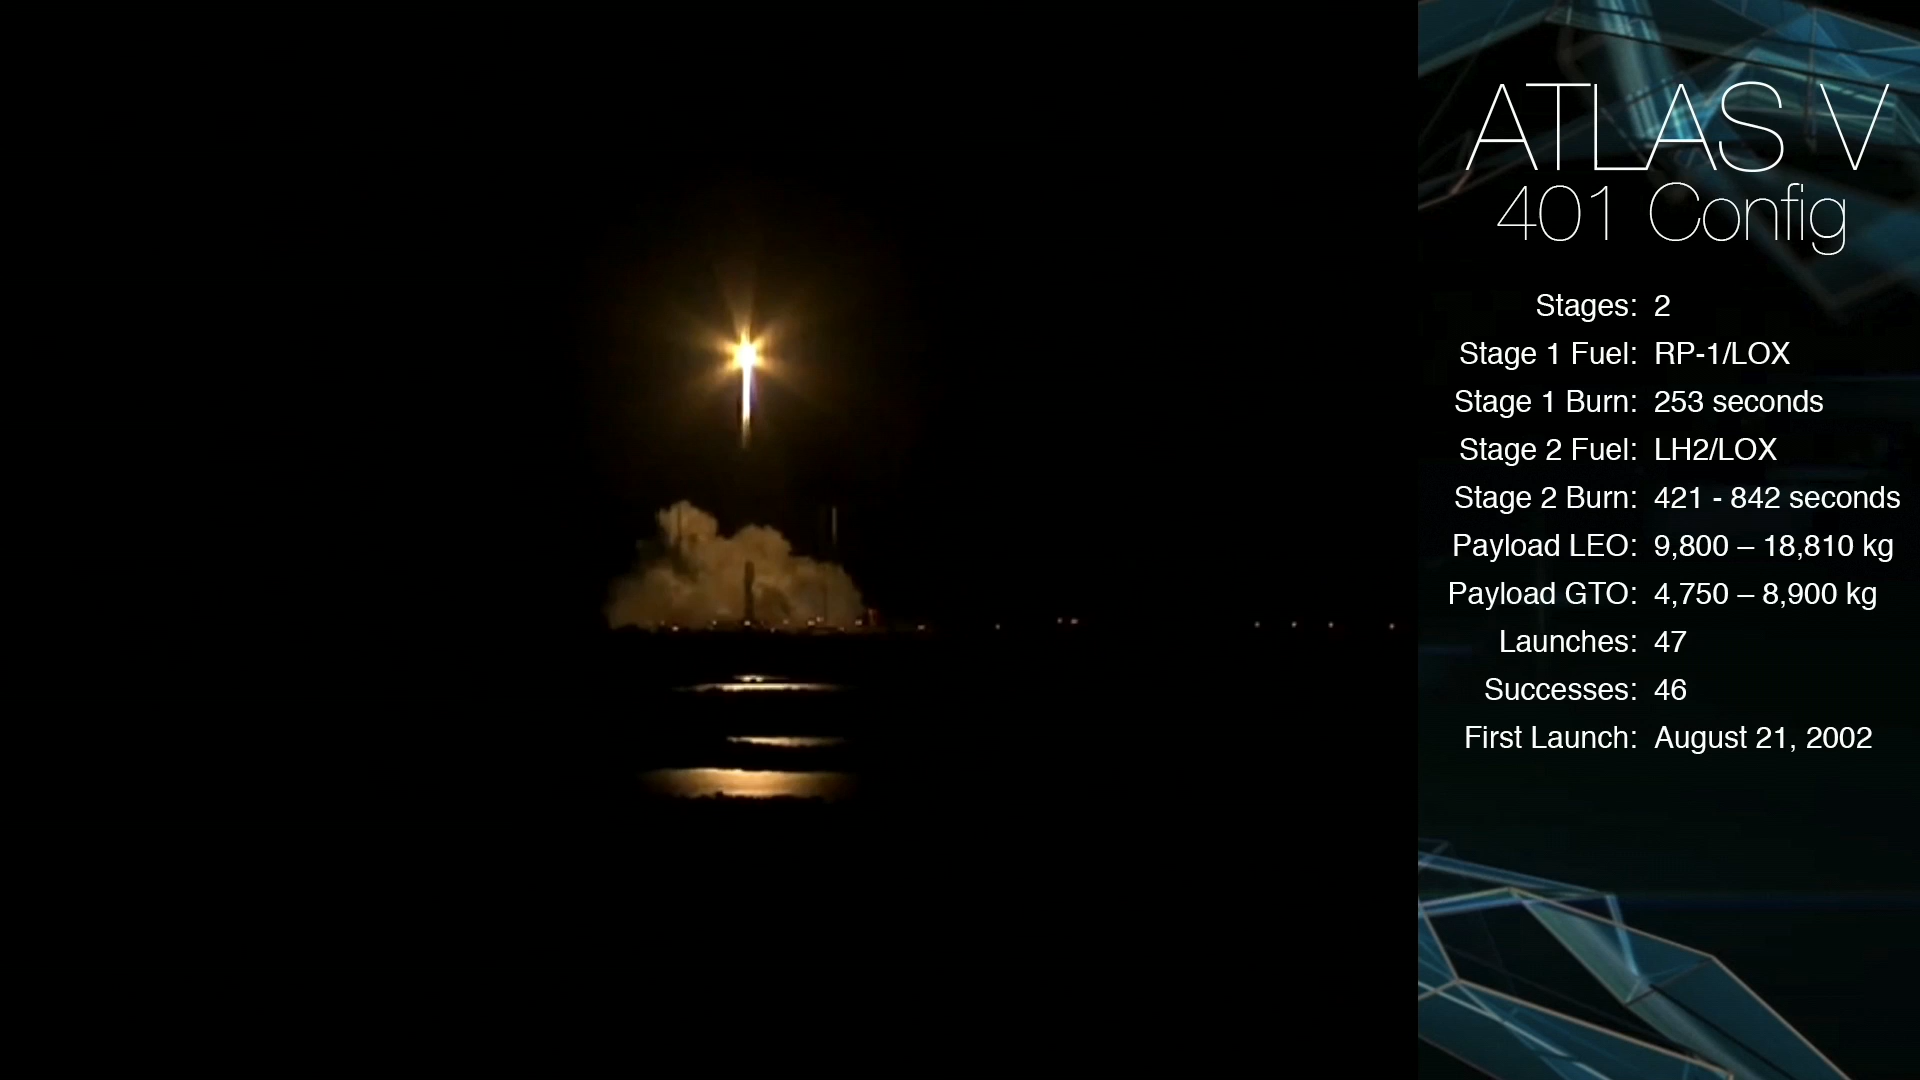 ATLAS V
401 Config
Stages: 2
Stage 1 Fuel: RP-1/LOX
Stage 1 Burn: 253 seconds
Stage 2 Fuel: LH2/LOX
Stage 2 Burn: 421 - 842 seconds
Payload LEO: 9,800 – 18,810 kg
Payload GTO: 4,750 – 8,900 kg
Launches: 47
Successes: 46
First Launch: August 21, 2002